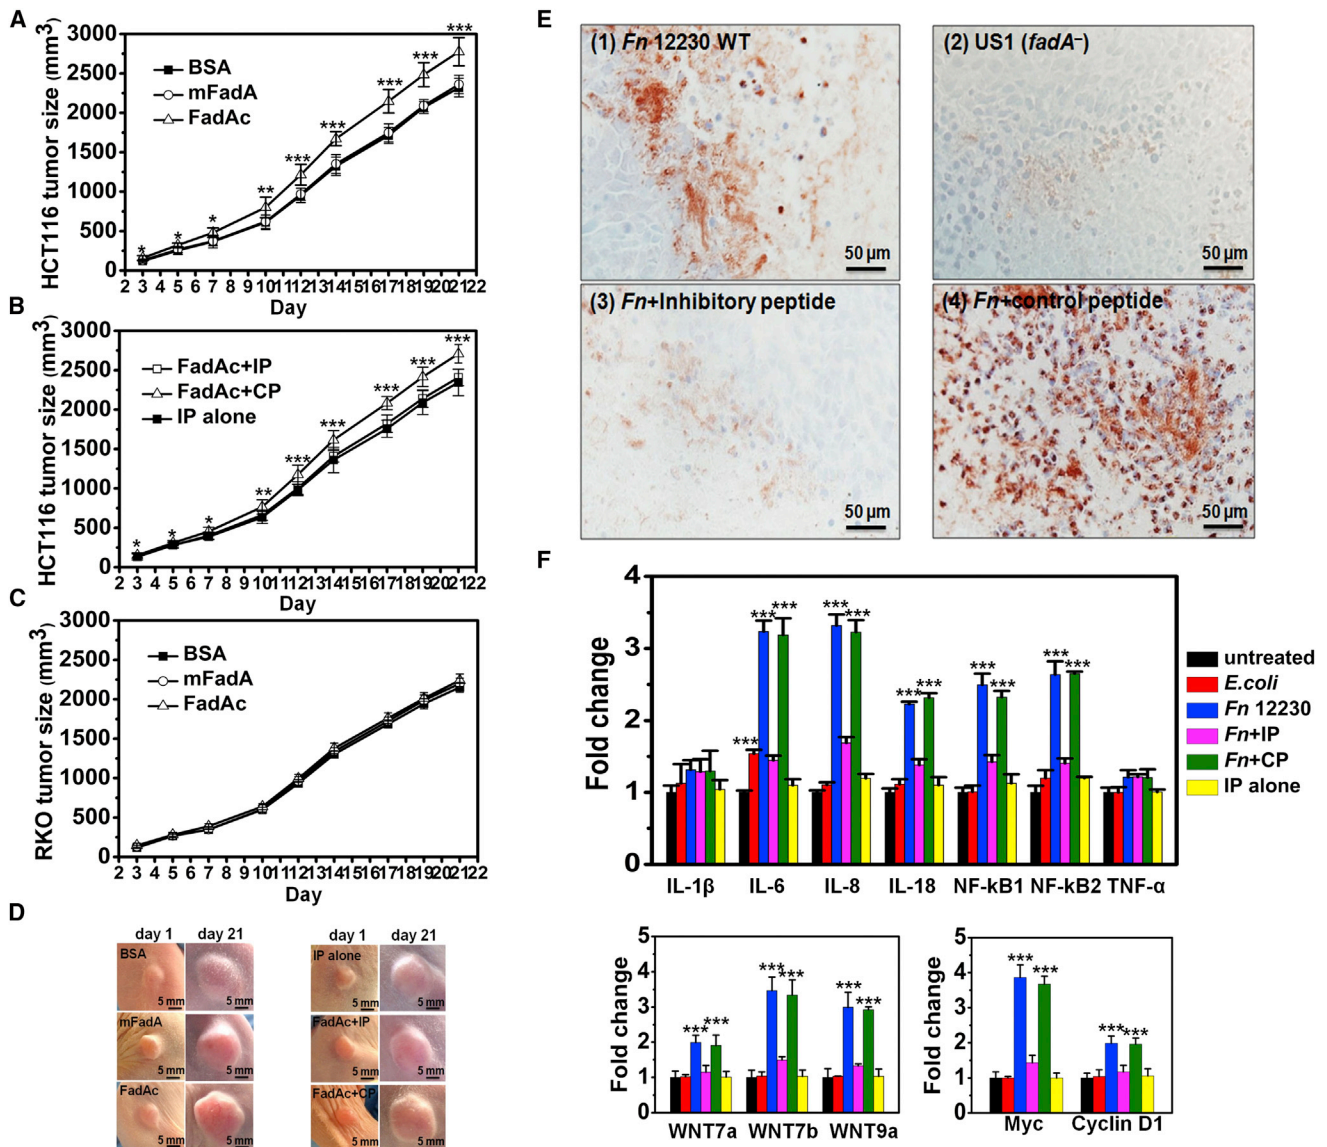 A
HCT116 tumor size (mm³)
3000
2500
2000
1500
1000
500
0
BSA
mFadA
FadAc
* * * ** *** *** *** *** ***
2 3 4 5 6 7 8 9 10 11 12 13 14 15 16 17 18 19 20 21 22
Day
B
HCT116 tumor size (mm³)
3000
2500
2000
1500
1000
500
0
FadAc+IP
FadAc+CP
IP alone
* * * ** *** *** *** *** ***
2 3 4 5 6 7 8 9 10 11 12 13 14 15 16 17 18 19 20 21 22
Day
C
RKO tumor size (mm³)
3000
2500
2000
1500
1000
500
0
BSA
mFadA
FadAc
2 3 4 5 6 7 8 9 10 11 12 13 14 15 16 17 18 19 20 21 22
Day
D
day 1 day 21
BSA
5 mm 5 mm
mFadA
5 mm 5 mm
FadAc
5 mm 5 mm
day 1 day 21
IP alone
5 mm 5 mm
FadAc+IP
5 mm 5 mm
FadAc+CP
5 mm 5 mm
E
(1) Fn 12230 WT
50 µm
(2) US1 (fadA–)
50 µm
(3) Fn+Inhibitory peptide
50 µm
(4) Fn+control peptide
50 µm
F
Fold change
4
3
2
1
0
*** *** *** *** *** *** *** *** *** *** ***
IL-1β IL-6 IL-8 IL-18 NF-kB1 NF-kB2 TNF-α
untreated
E.coli
Fn 12230
Fn+IP
Fn+CP
IP alone
Fold change
5
4
3
2
1
0
*** *** *** *** *** ***
WNT7a WNT7b WNT9a
Fold change
5
4
3
2
1
0
*** *** *** ***
Myc Cyclin D1